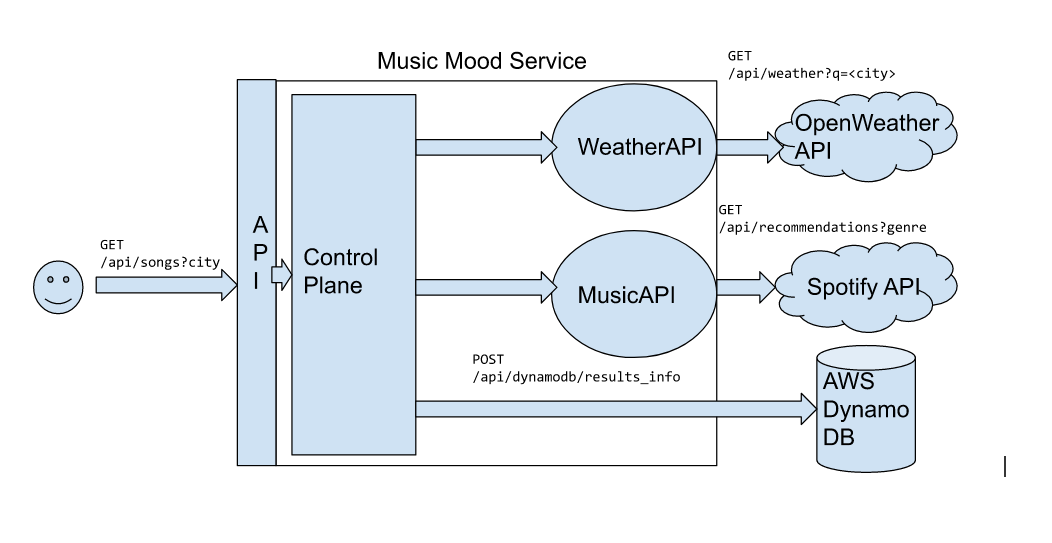 Music Mood Service
GET
/api/weather?q=<city>
OpenWeather
API
WeatherAPI
GET
/api/recommendations?genre
A
P
I
GET
/api/songs?city
Control
Plane
MusicAPI
Spotify API
POST
/api/dynamodb/results_info
AWS
Dynamo
DB